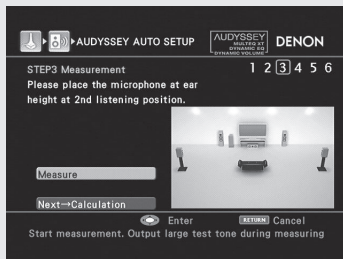 AUDYSSEY AUTO SETUP
AUDYSSEY
MULTEQ XT
DYNAMIC EQ
DYNAMIC VOLUME
DENON
STEP3 Measurement
1 2 3 4 5 6
Please place the microphone at ear
height at 2nd listening position.
Measure
Next→Calculation
Enter
RETURN Cancel
Start measurement. Output large test tone during measuring